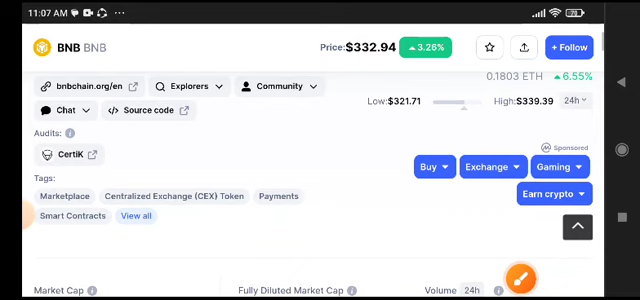 11:07 AM
70
BNB BNB
Price: $332.94
3.26%
+ Follow
bnbchain.org/en
Explorers
Community
0.1803 ETH
6.55%
Chat
Source code
Low: $321.71
High: $339.39
24h
Audits:
CertiK
Sponsored
Buy
Exchange
Gaming
Tags:
Earn crypto
Marketplace
Centralized Exchange (CEX) Token
Payments
Smart Contracts
View all
Market Cap
Fully Diluted Market Cap
Volume
24h